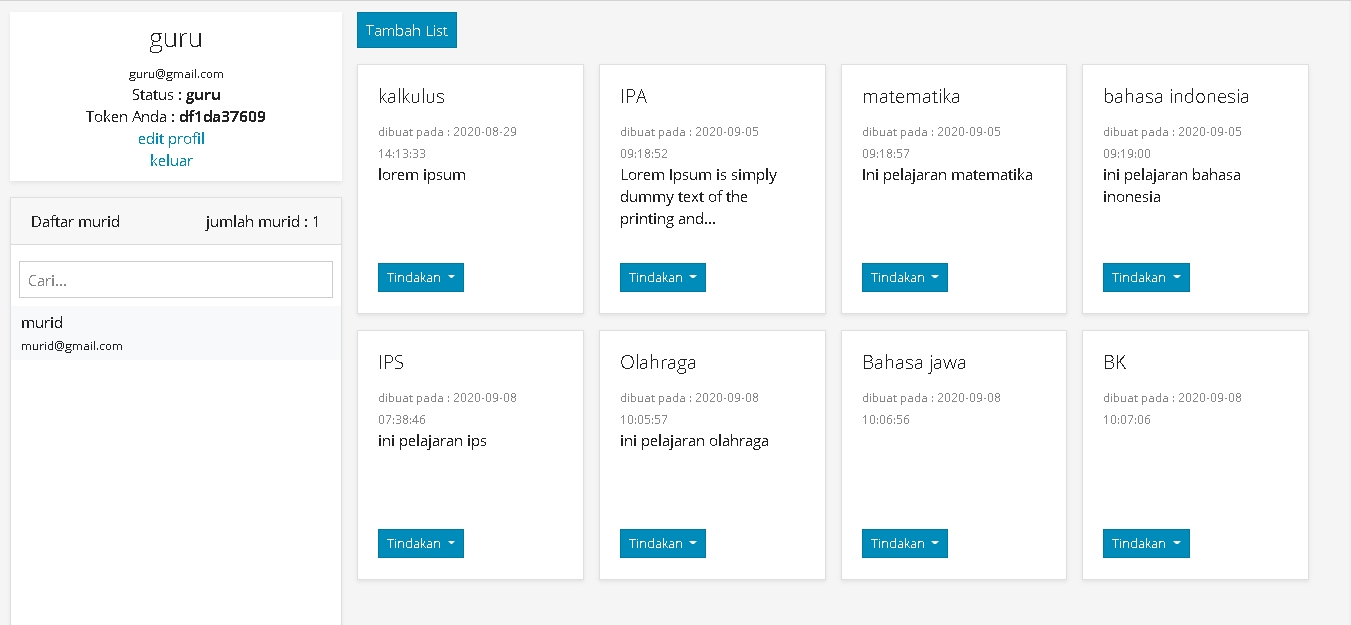 guru
guru@gmail.com
Status : guru
Token Anda : df1da37609
edit profil
keluar
Daftar murid jumlah murid : 1
Cari...
murid
murid@gmail.com
Tambah List
kalkulus
dibuat pada : 2020-08-29
14:13:33
lorem ipsum
Tindakan
IPA
dibuat pada : 2020-09-05
09:18:52
Lorem Ipsum is simply
dummy text of the
printing and...
Tindakan
matematika
dibuat pada : 2020-09-05
09:18:57
Ini pelajaran matematika
Tindakan
bahasa indonesia
dibuat pada : 2020-09-05
09:19:00
ini pelajaran bahasa
inonesia
Tindakan
IPS
dibuat pada : 2020-09-08
07:38:46
ini pelajaran ips
Tindakan
Olahraga
dibuat pada : 2020-09-08
10:05:57
ini pelajaran olahraga
Tindakan
Bahasa jawa
dibuat pada : 2020-09-08
10:06:56
Tindakan
BK
dibuat pada : 2020-09-08
10:07:06
Tindakan